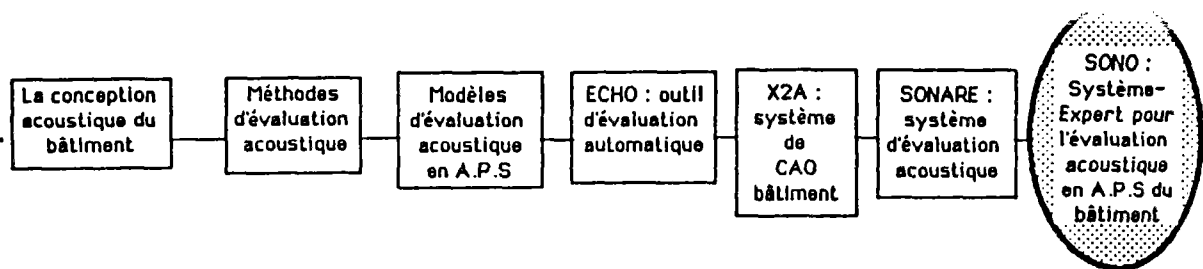 La conception
acoustique du
bâtiment
Méthodes
d'évaluation
acoustique
Modèles
d'évaluation
acoustique
en A.P.S
ECHO : outil
d'évaluation
automatique
X2A :
système
de
CAO
bâtiment
SONARE :
système
d'évaluation
acoustique
SONO :
Système-
Expert pour
l'évaluation
acoustique
en A.P.S du
bâtiment